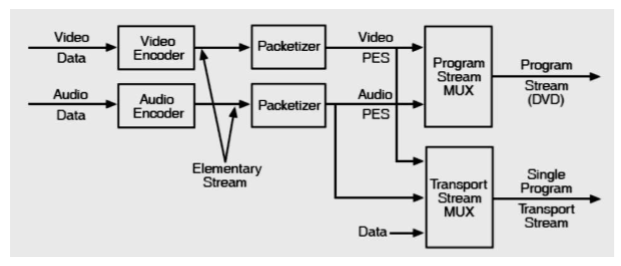 Video
Data
Video
Encoder
Packetizer
Video
PES
Program
Stream
MUX
Program
Stream
(DVD)
Audio
Data
Audio
Encoder
Packetizer
Audio
PES
Elementary
Stream
Transport
Stream
MUX
Single
Program
Transport
Stream
Data